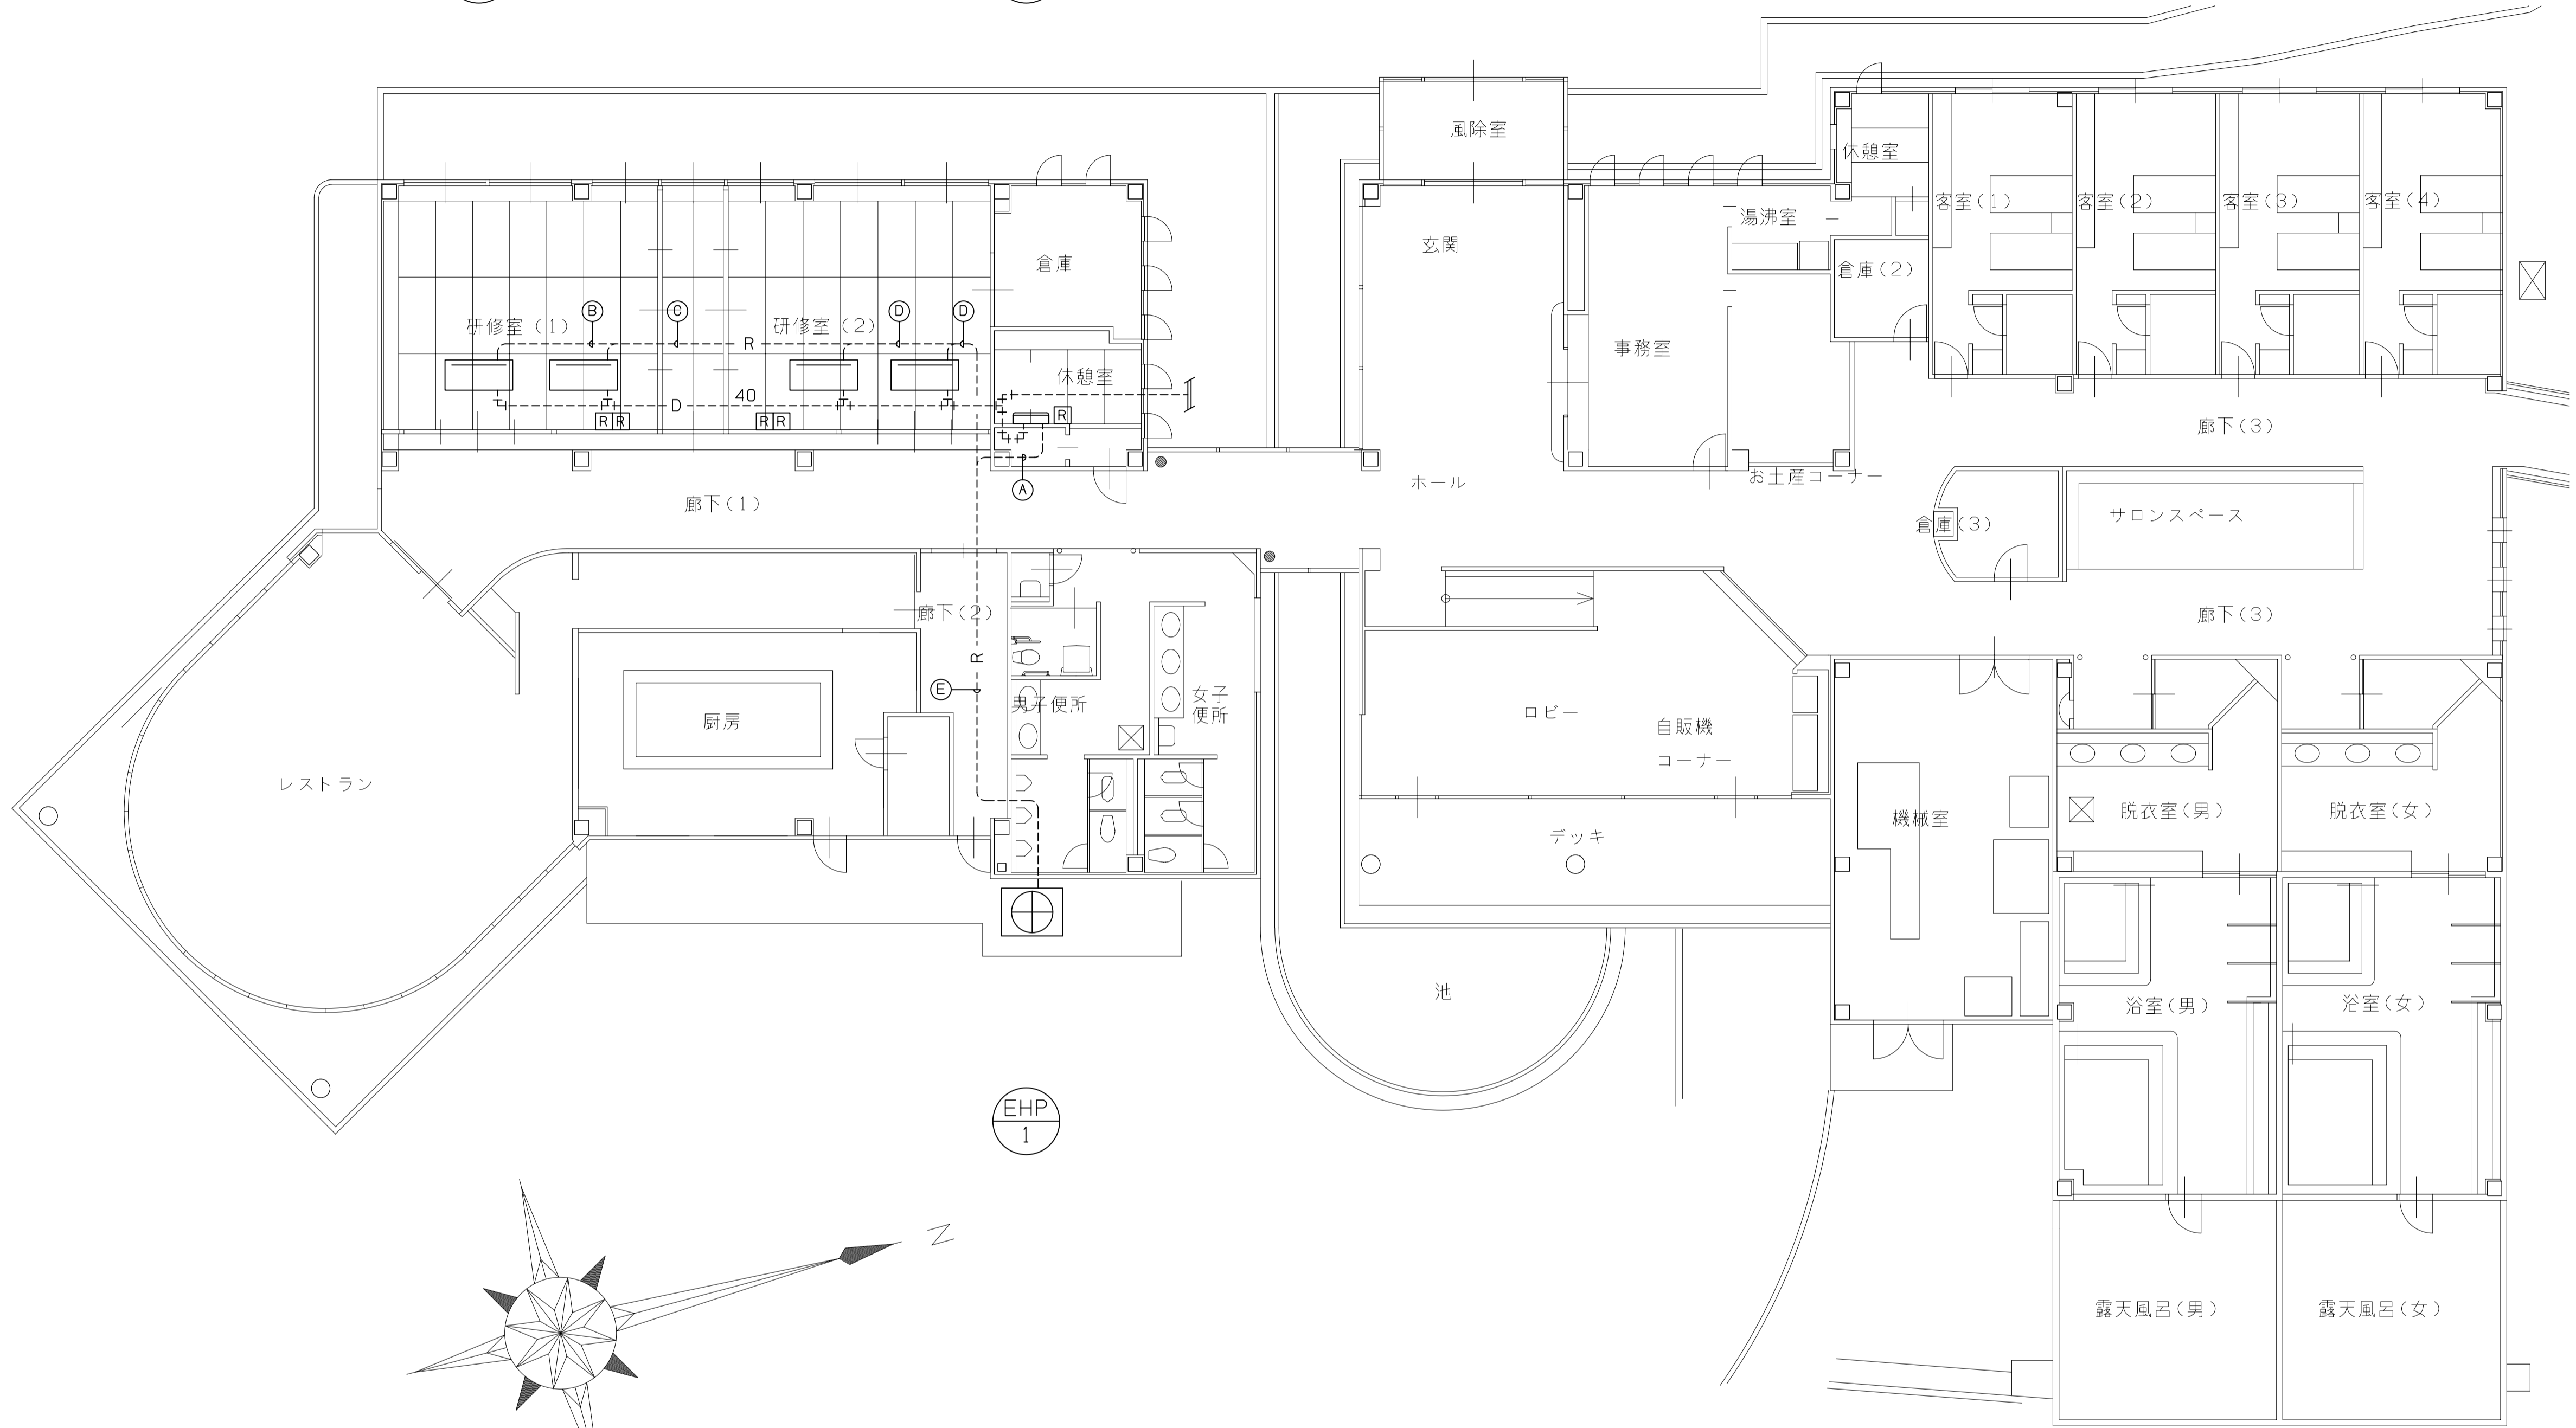 風除室
休憩室
客室(1)
客室(2)
客室(3)
客室(4)
湯沸室
玄関
倉庫
倉庫(2)
B
C
D
D
研修室(1)
研修室(2)
R
事務室
休憩室
40
D
R R
R R
R
廊下(3)
お土産コーナー
ホール
A
廊下(1)
倉庫(3)
サロンスペース
廊下(2)
廊下(3)
R
E
男子便所
女子
便所
厨房
ロビー
自販機
コーナー
レストラン
機械室
脱衣室(男)
脱衣室(女)
デッキ
池
浴室(男)
浴室(女)
EHP
1
N
露天風呂(男)
露天風呂(女)